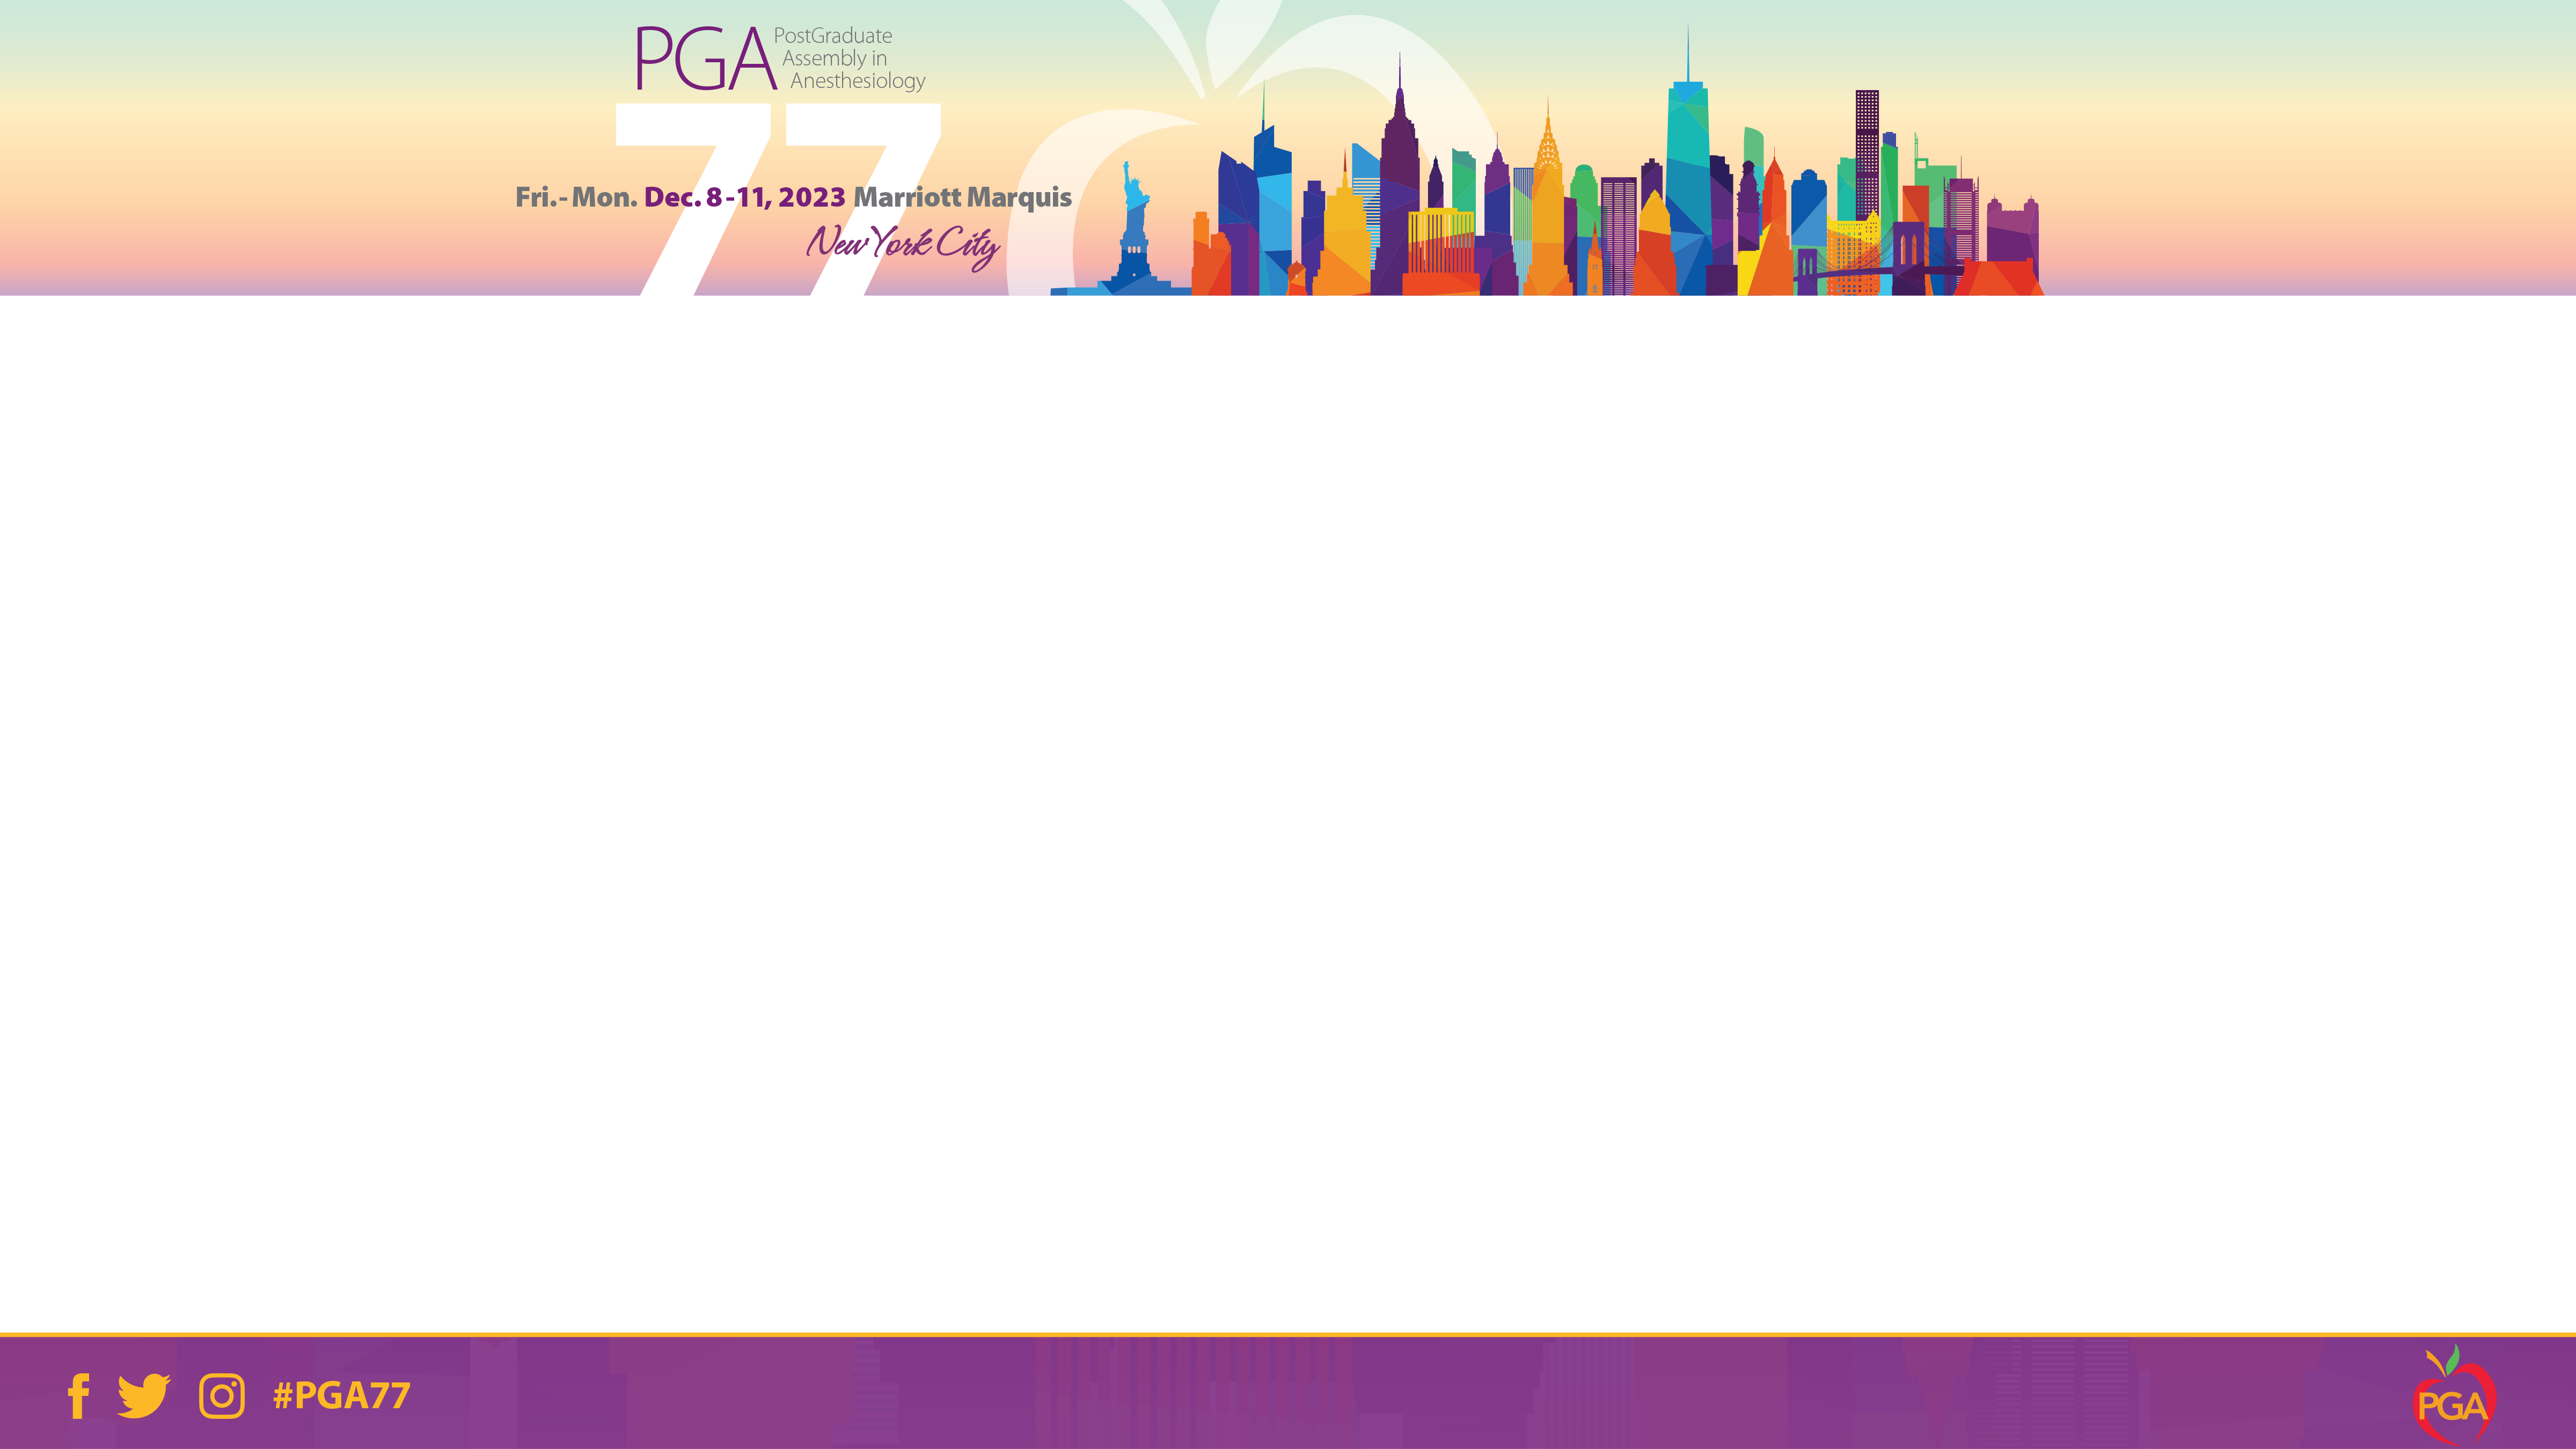 PGA
PostGraduate
Assembly in
Anesthesiology
77
Fri.-Mon. Dec. 8-11, 2023 Marriott Marquis
New York City
#PGA77
PGA